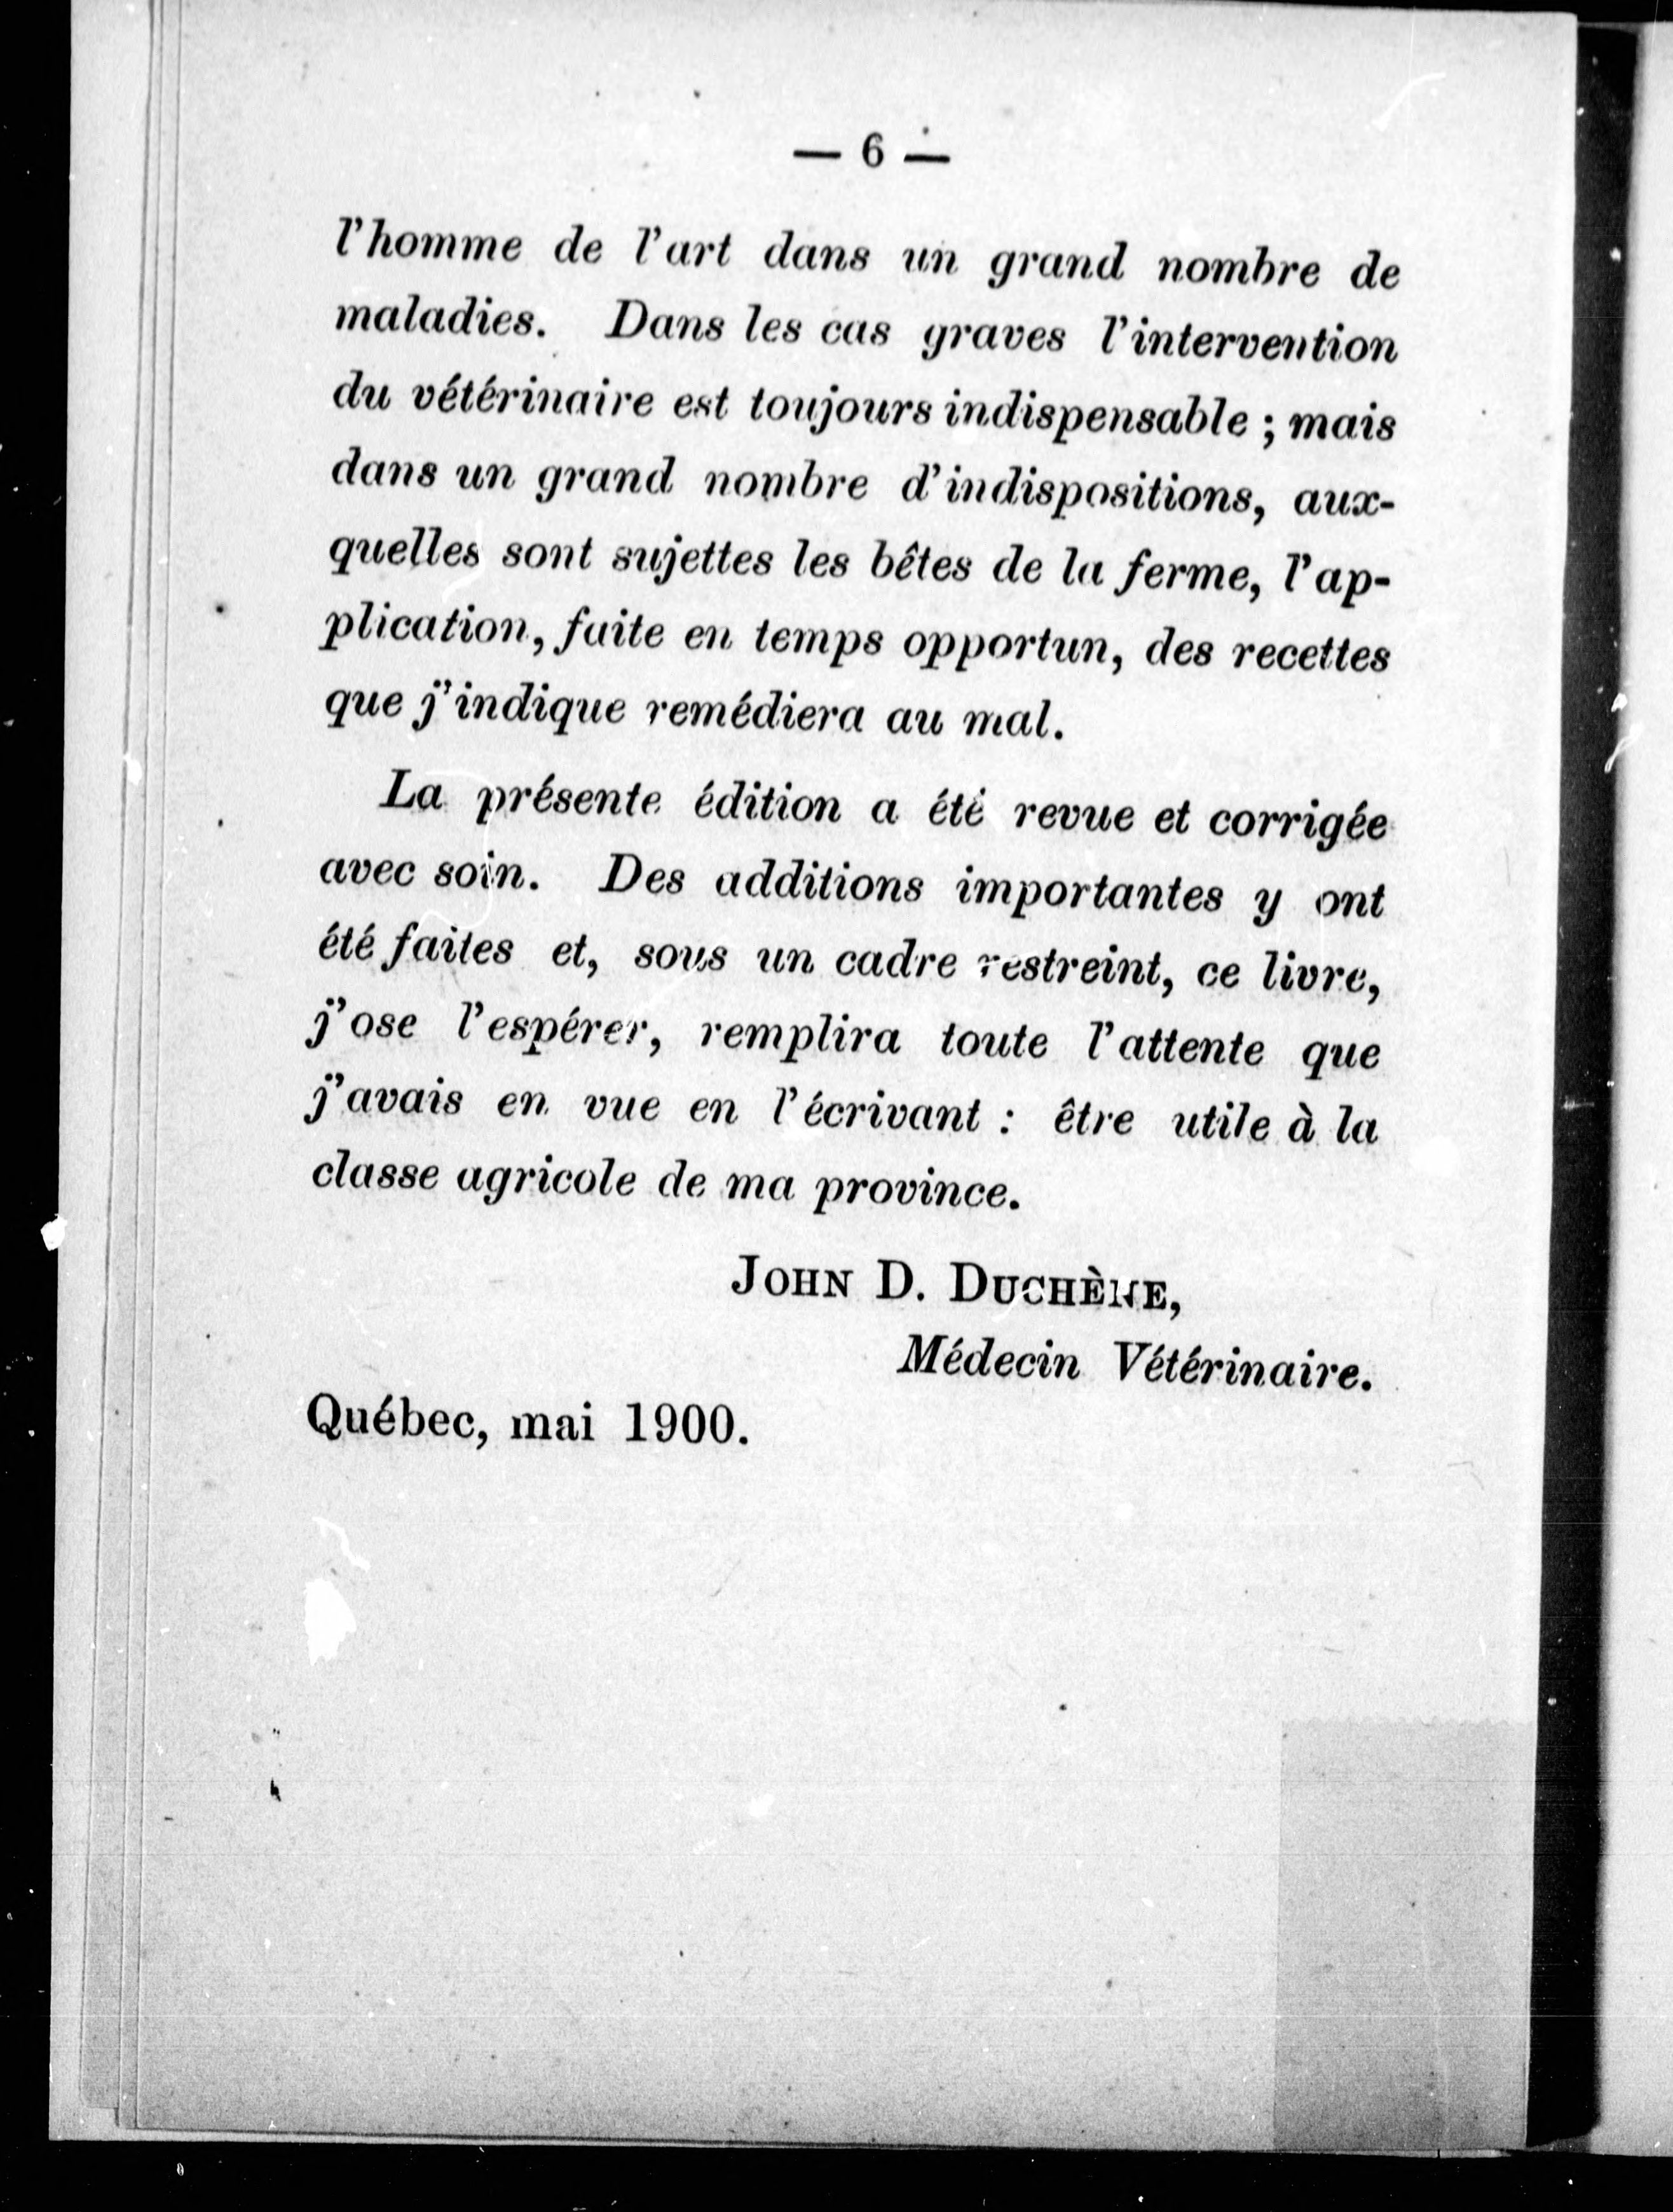 — 6 —
l'homme de l'art dans un grand nombre de
maladies. Dans les cas graves l'intervention
du vétérinaire est toujours indispensable ; mais
dans un grand nombre d'indispositions, aux-
quelles sont sujettes les bêtes de la ferme, l'ap-
plication, faite en temps opportun, des recettes
que j'indique remédiera au mal.
La présente édition a été revue et corrigée
avec soin. Des additions importantes y ont
été faites et, sous un cadre restreint, ce livre,
j'ose l'espérer, remplira toute l'attente que
j'avais en vue en l'écrivant : être utile à la
classe agricole de ma province.
JOHN D. DUCHÈNE,
Médecin Vétérinaire.
Québec, mai 1900.